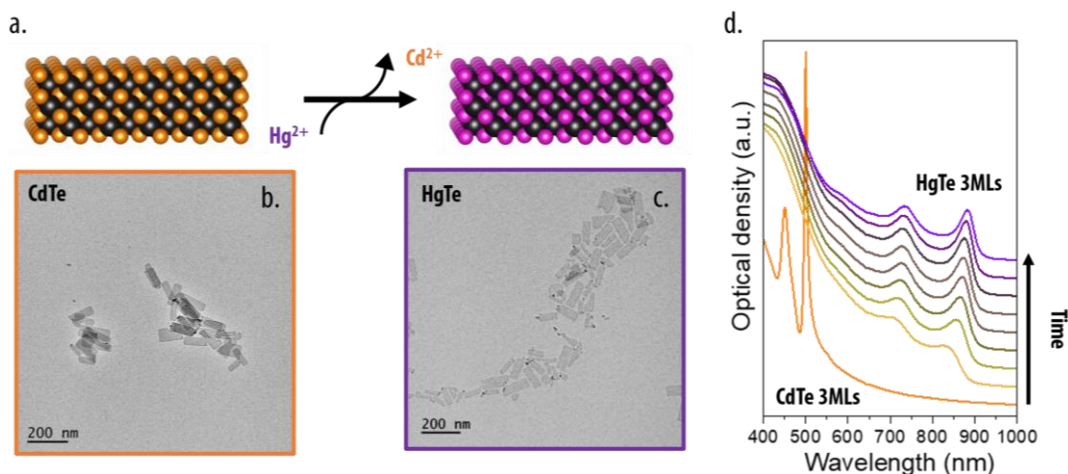 a.
Cd²⁺
Hg²⁺
CdTe
b.
200 nm
HgTe
c.
200 nm
d.
Optical density (a.u.)
HgTe 3MLs
CdTe 3MLs
Time
400 500 600 700 800 900 1000
Wavelength (nm)